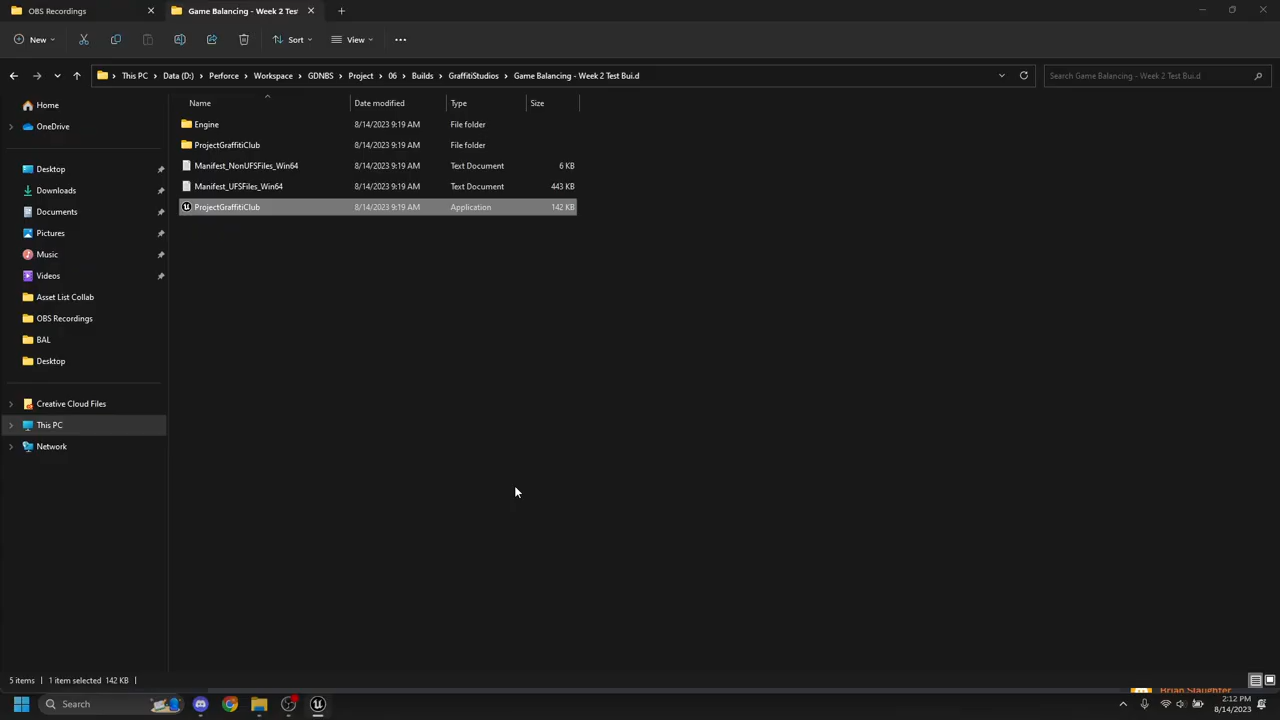 OBS Recordings
Game Balancing - Week 2 Test
New
Sort
View
This PC > Data (D:) > Perforce > Workspace > GDNBS > Project > 06 > Builds > GraffitiStudios > Game Balancing - Week 2 Test Bui.d
Search Game Balancing - Week 2 Test Bui.d
Name Date modified Type Size
Engine 8/14/2023 9:19 AM File folder
ProjectGraffitiClub 8/14/2023 9:19 AM File folder
Manifest_NonUFSFiles_Win64 8/14/2023 9:19 AM Text Document 6 KB
Manifest_UFSFiles_Win64 8/14/2023 9:19 AM Text Document 443 KB
ProjectGraffitiClub 8/14/2023 9:19 AM Application 142 KB
Home
OneDrive
Desktop
Downloads
Documents
Pictures
Music
Videos
Asset List Collab
OBS Recordings
BAL
Desktop
Creative Cloud Files
This PC
Network
5 items 1 item selected 142 KB
Brian Slaughter
Search
2:12 PM
8/14/2023